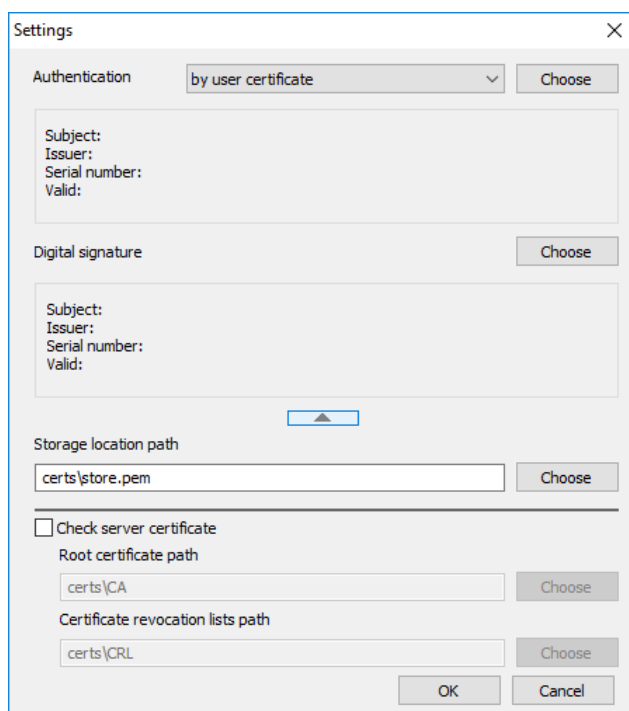 Settings
Authentication by user certificate Choose
Subject:
Issuer:
Serial number:
Valid:
Digital signature Choose
Subject:
Issuer:
Serial number:
Valid:
Storage location path
certs\store.pem Choose
Check server certificate
Root certificate path
certs\CA Choose
Certificate revocation lists path
certs\CRL Choose
OK Cancel